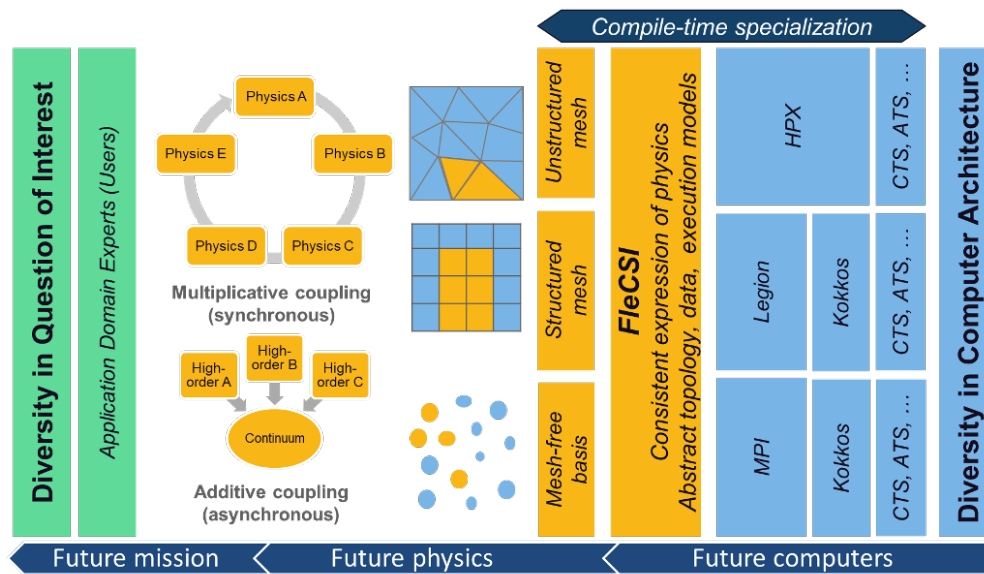 Compile-time specialization
Diversity in Question of Interest
Application Domain Experts (Users)
Physics A
Physics B
Physics C
Physics D
Physics E
Multiplicative coupling
(synchronous)
High-
order A
High-
order B
High-
order C
Continuum
Additive coupling
(asynchronous)
Unstructured
mesh
Structured
mesh
Mesh-free
basis
FleCSI
Consistent expression of physics
Abstract topology, data, execution models
HPX
CTS, ATS, ...
Legion
Kokkos
CTS, ATS, ...
MPI
Kokkos
CTS, ATS, ...
Diversity in Computer Architecture
Future mission
Future physics
Future computers